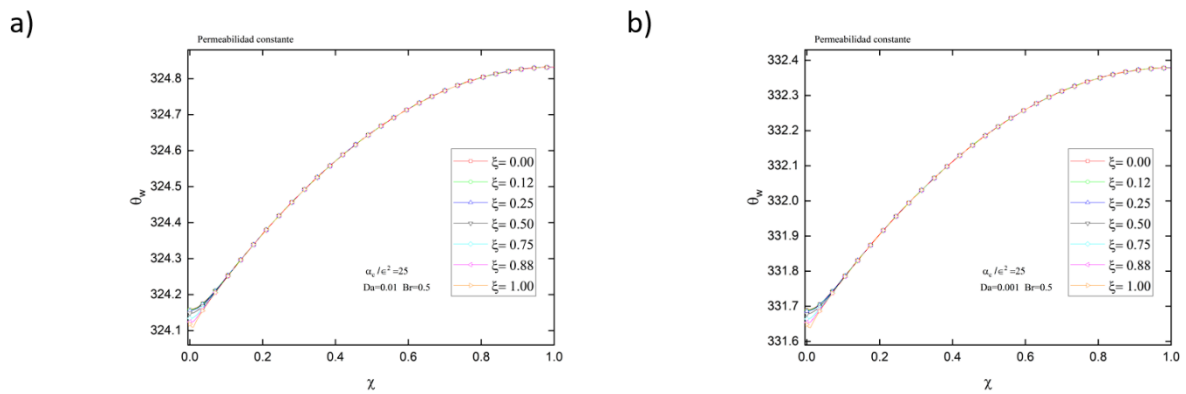 a)
Permeabilidad constante
324.8
324.7
324.6
324.5
324.4
324.3
324.2
324.1
θw
0.0 0.2 0.4 0.6 0.8 1.0
χ
ξ= 0.00
ξ= 0.12
ξ= 0.25
ξ= 0.50
ξ= 0.75
ξ= 0.88
ξ= 1.00
αc /ϵ²=25
Da=0.01 Br=0.5
b)
Permeabilidad constante
332.4
332.3
332.2
332.1
332.0
331.9
331.8
331.7
331.6
θw
0.0 0.2 0.4 0.6 0.8 1.0
χ
ξ= 0.00
ξ= 0.12
ξ= 0.25
ξ= 0.50
ξ= 0.75
ξ= 0.88
ξ= 1.00
αc /ϵ²=25
Da=0.001 Br=0.5